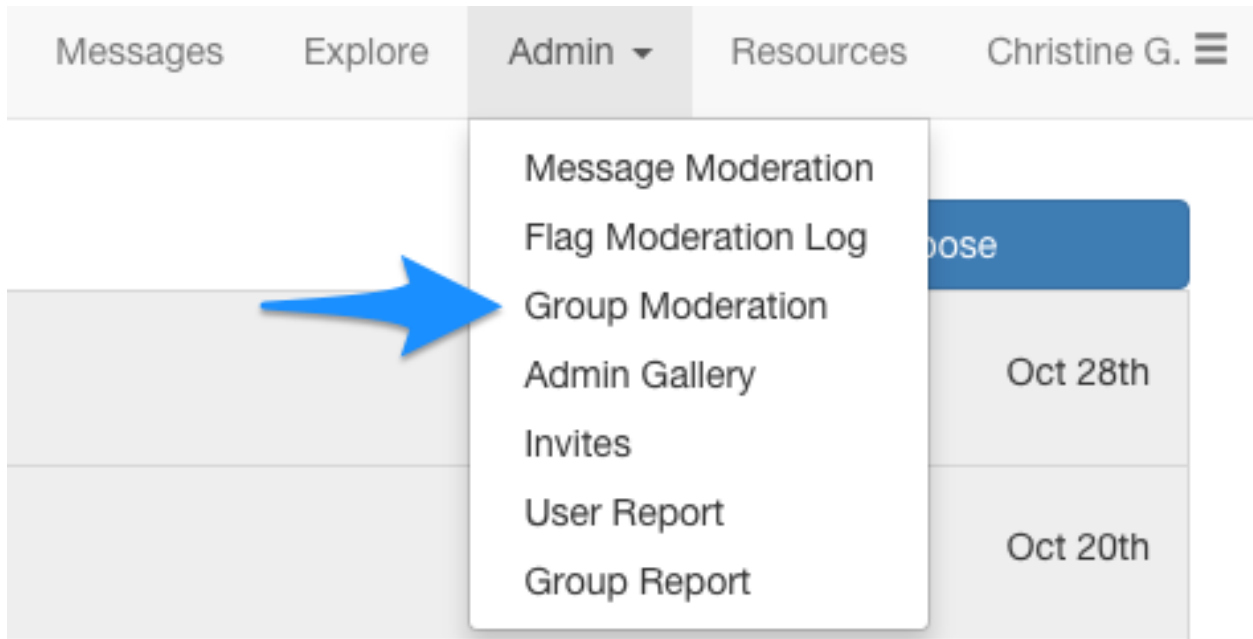 Messages Explore Admin Resources Christine G.
Message Moderation
Flag Moderation Log
Group Moderation
Admin Gallery
Oct 28th
Invites
User Report
Oct 20th
Group Report